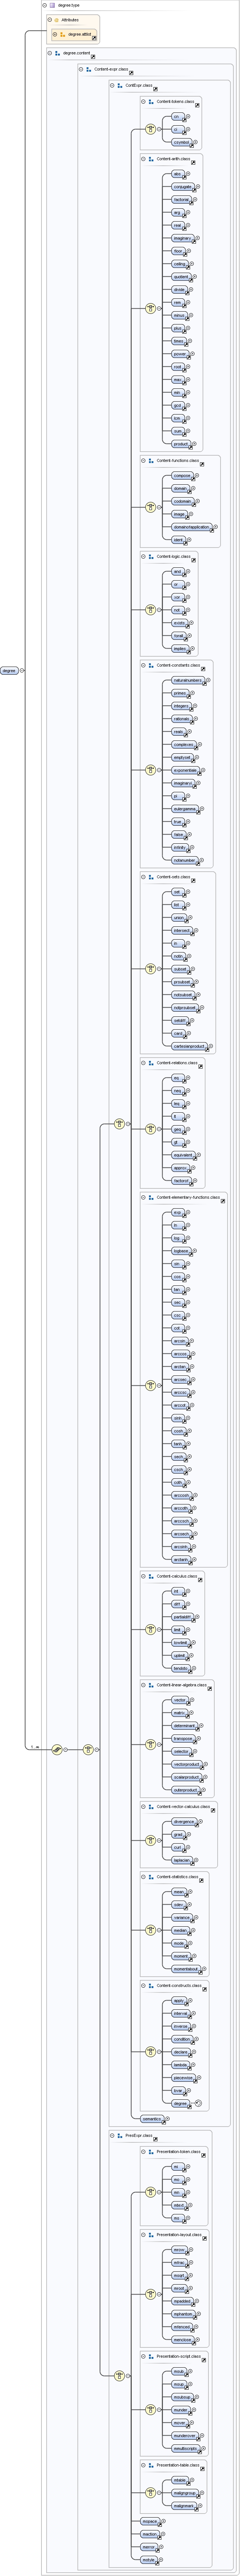 degree.type
Attributes
degree.attlist
degree.content
Content-expr.class
ContExpr.class
Content-tokens.class
cn
ci
csymbol
Content-arith.class
abs
conjugate
factorial
arg
real
imaginary
floor
ceiling
quotient
divide
rem
minus
plus
times
power
root
max
min
gcd
lcm
sum
product
Content-functions.class
compose
domain
codomain
image
domainofapplication
ident
Content-logic.class
and
or
xor
not
exists
forall
implies
Content-constants.class
naturalnumbers
primes
integers
rationals
reals
complexes
emptyset
exponentiale
imaginaryi
pi
eulergamma
true
false
infinity
notanumber
Content-sets.class
set
list
union
intersect
in
notin
subset
prsubset
notsubset
notprsubset
setdiff
card
cartesianproduct
degree
Content-relations.class
eq
neq
leq
lt
geq
gt
equivalent
approx
factorof
Content-elementary-functions.class
exp
ln
log
logbase
sin
cos
tan
sec
csc
cot
arcsin
arccos
arctan
arcsec
arccsc
arccot
sinh
cosh
tanh
sech
csch
coth
arccosh
arccoth
arccsch
arcsech
arcsinh
arctanh
Content-calculus.class
int
diff
partialdiff
limit
lowlimit
uplimit
tendsto
Content-linear-algebra.class
vector
matrix
determinant
transpose
selector
vectorproduct
scalarproduct
outerproduct
1..∞
Content-vector-calculus.class
divergence
grad
curl
laplacian
Content-statistics.class
mean
sdev
variance
median
mode
moment
momentabout
Content-constructs.class
apply
interval
inverse
condition
declare
lambda
piecewise
bvar
degree
semantics
PresExpr.class
Presentation-token.class
mi
mo
mn
mtext
ms
Presentation-layout.class
mrow
mfrac
msqrt
mroot
mpadded
mphantom
mfenced
menclose
Presentation-script.class
msub
msup
msubsup
munder
mover
munderover
mmultiscripts
Presentation-table.class
mtable
maligngroup
malignmark
mspace
maction
merror
mstyle